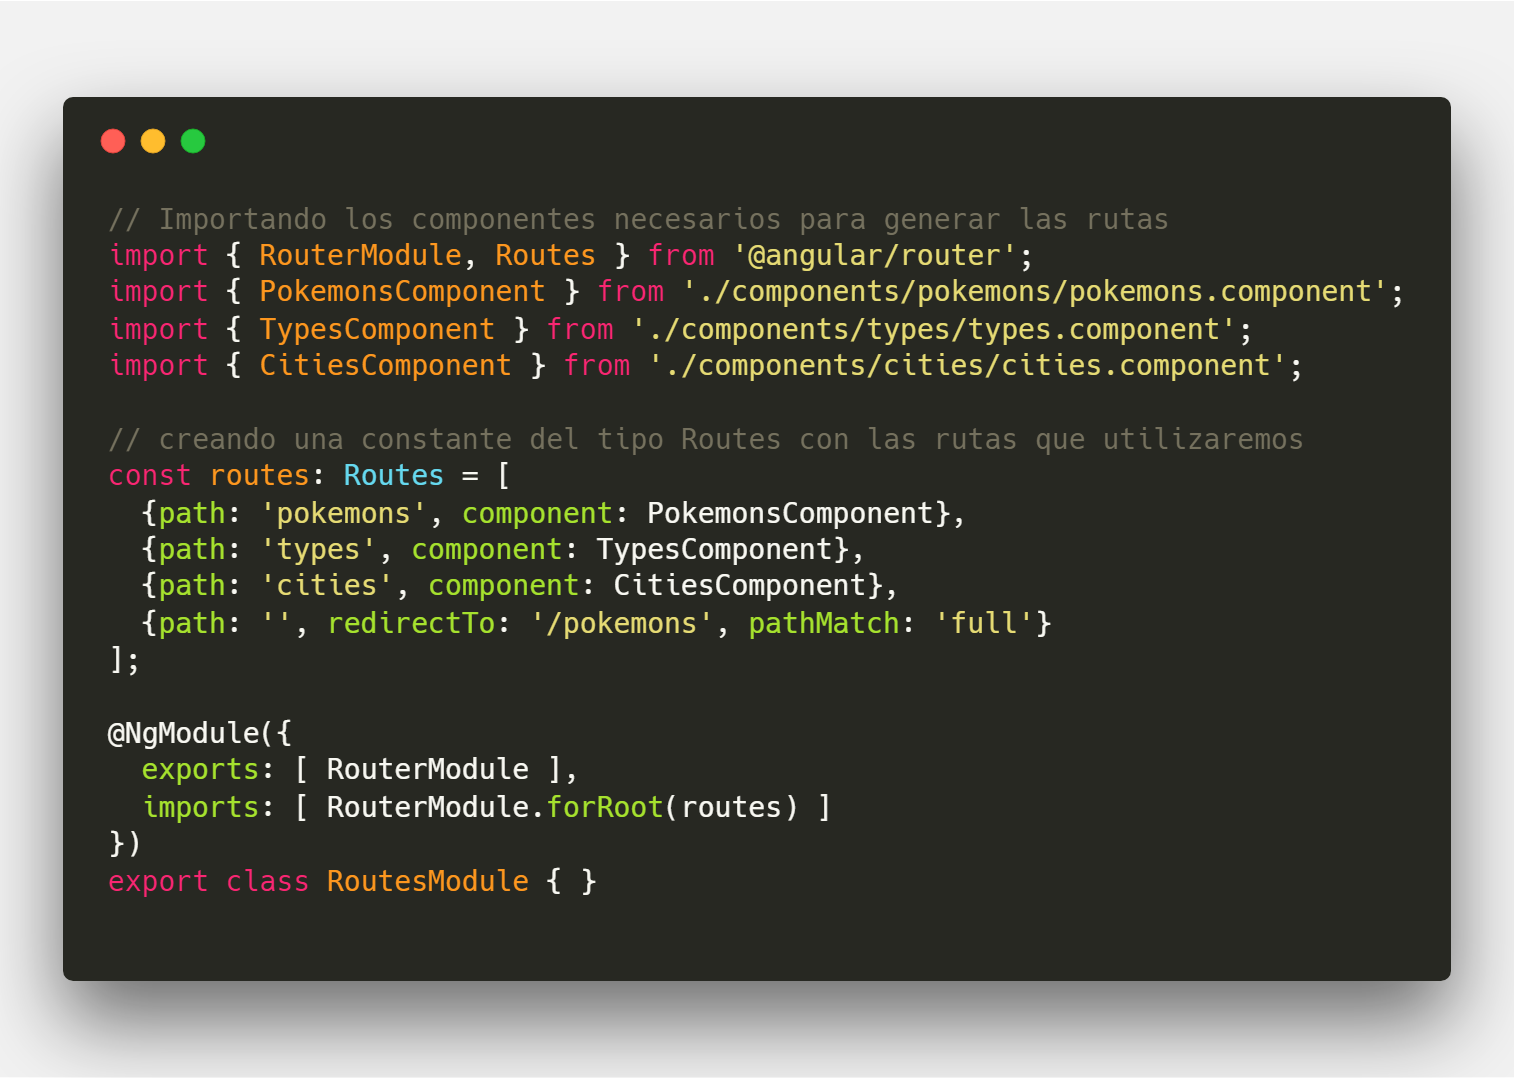 // Importando los componentes necesarios para generar las rutas
import { RouterModule, Routes } from '@angular/router';
import { PokemonsComponent } from './components/pokemons/pokemons.component';
import { TypesComponent } from './components/types/types.component';
import { CitiesComponent } from './components/cities/cities.component';

// creando una constante del tipo Routes con las rutas que utilizaremos
const routes: Routes = [
  {path: 'pokemons', component: PokemonsComponent},
  {path: 'types', component: TypesComponent},
  {path: 'cities', component: CitiesComponent},
  {path: '', redirectTo: '/pokemons', pathMatch: 'full'}
];

@NgModule({
  exports: [ RouterModule ],
  imports: [ RouterModule.forRoot(routes) ]
})
export class RoutesModule { }